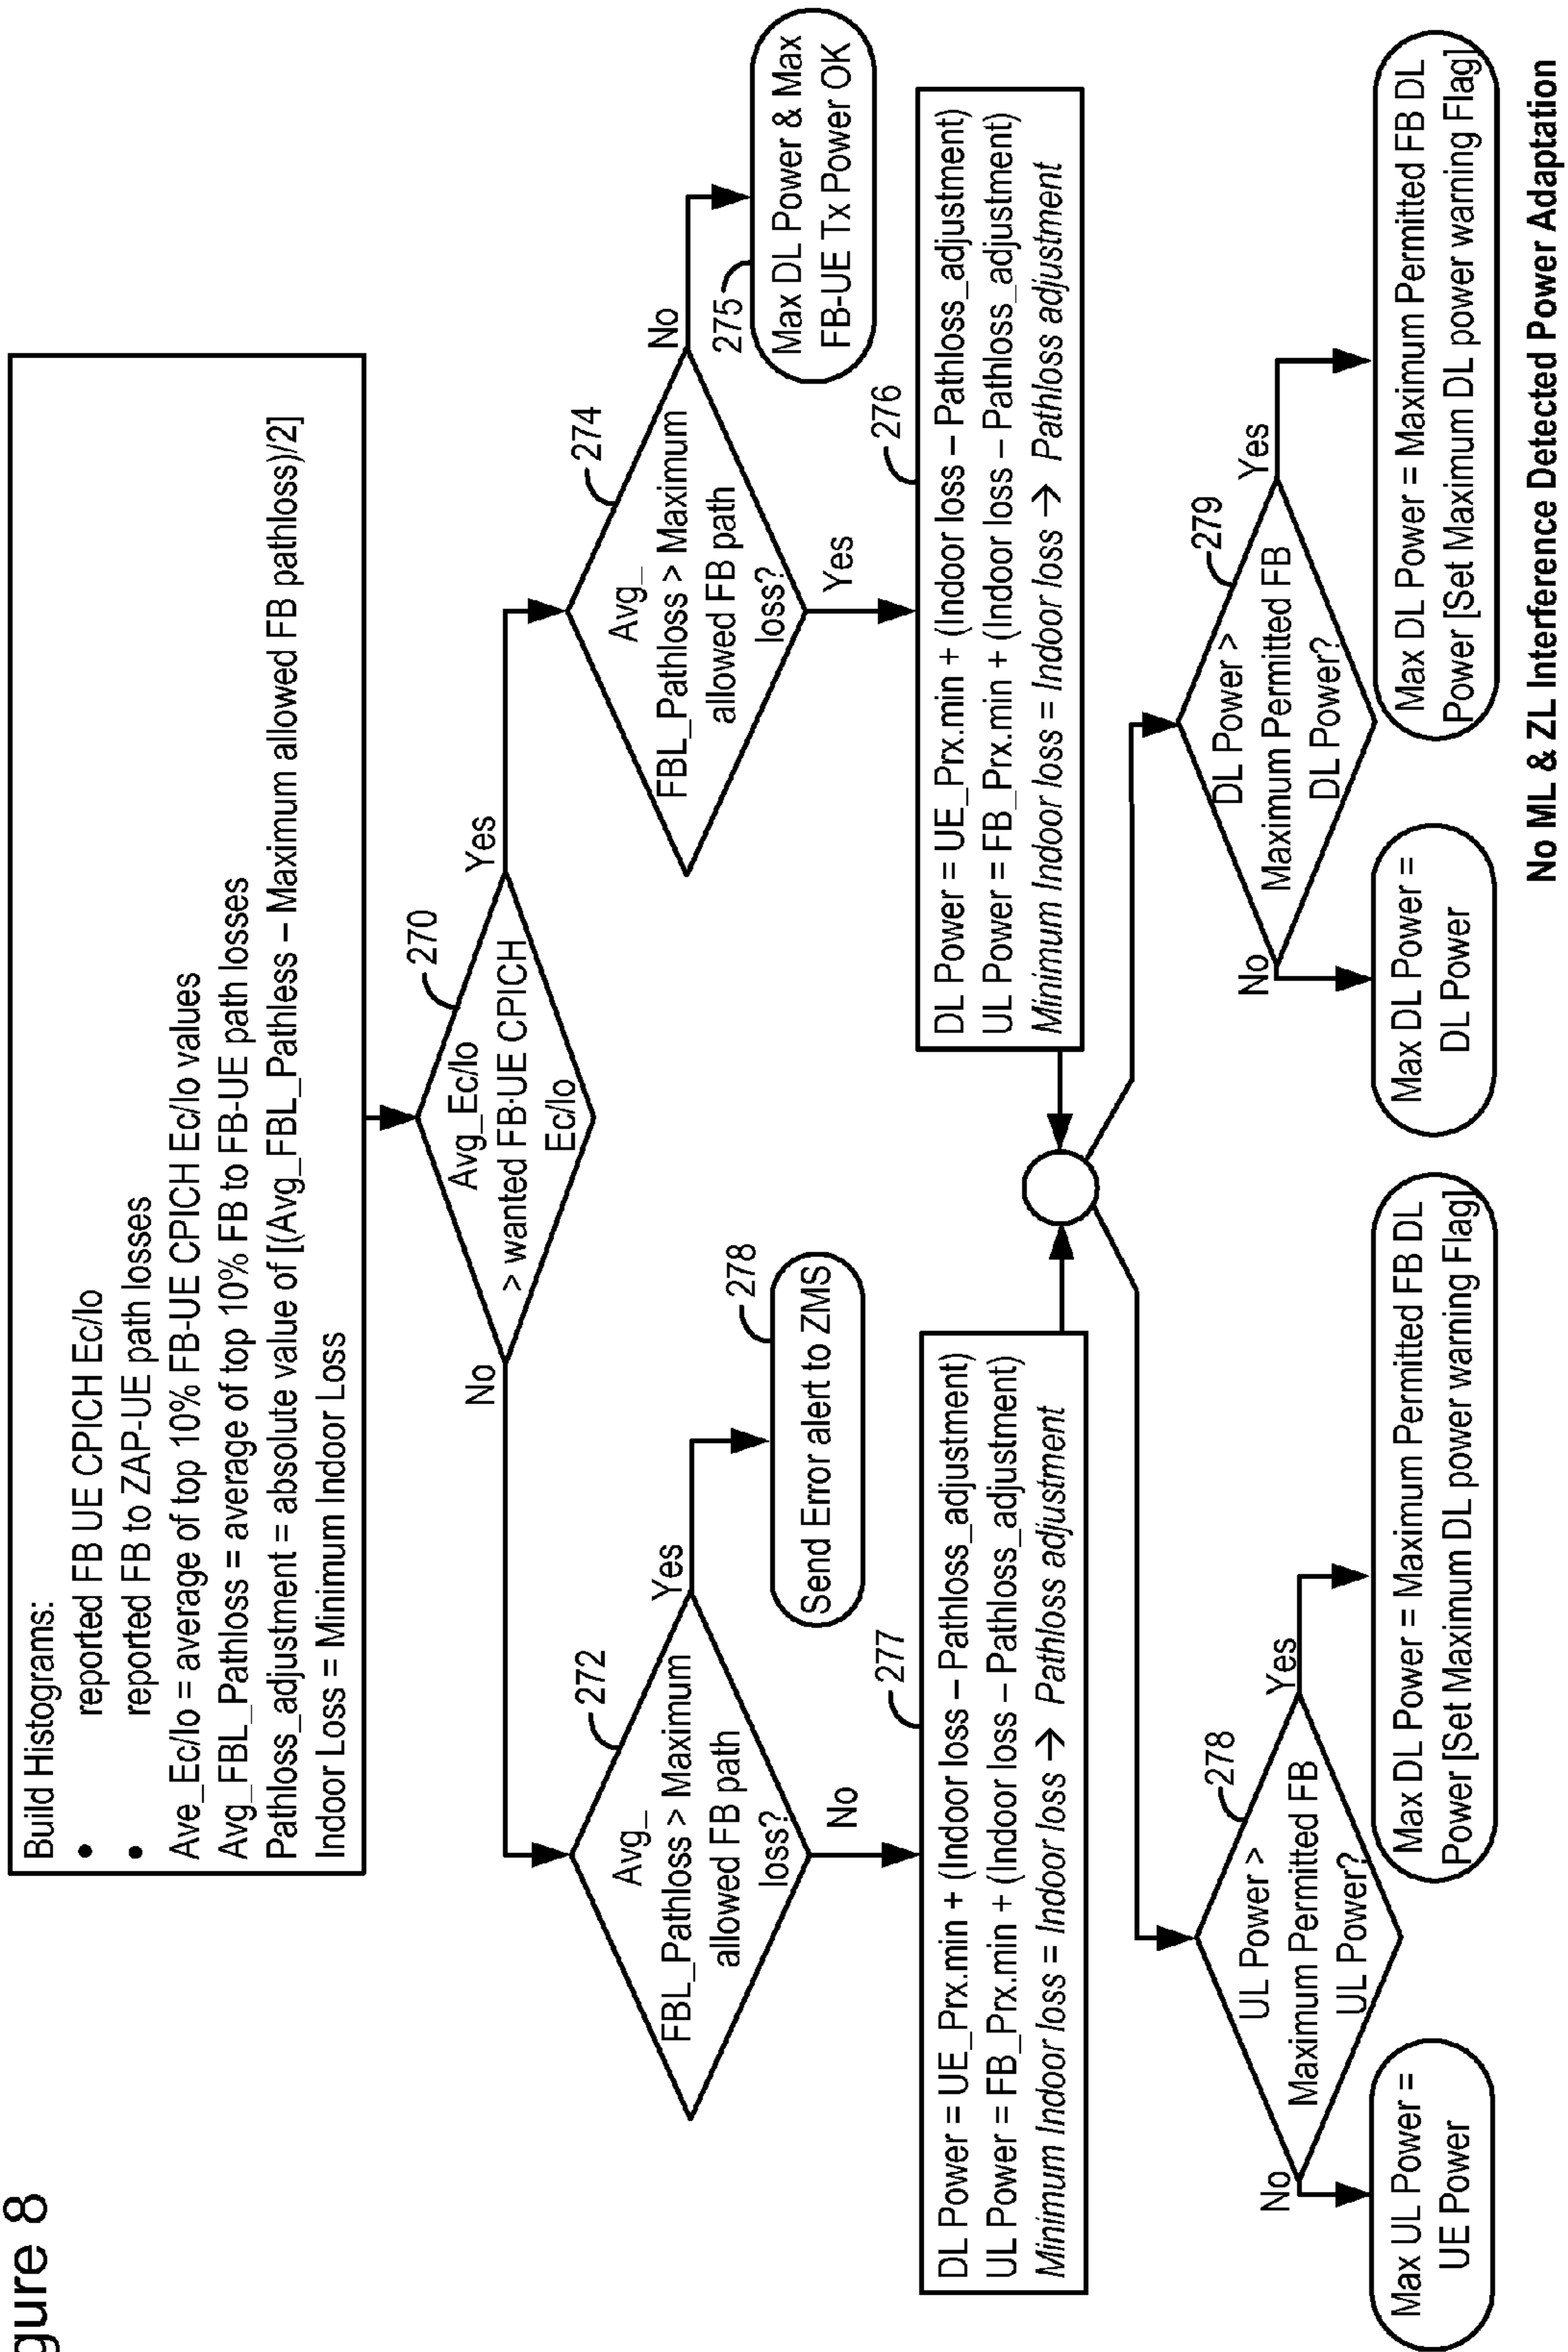 gure 8
Build Histograms:
• reported FB UE CPICH Ec/Io
• reported FB to ZAP-UE path losses
Ave_Ec/Io = average of top 10% FB-UE CPICH Ec/Io values
Avg_FBL_Pathloss = average of top 10% FB to FB-UE path losses
Pathloss_adjustment = absolute value of [(Avg_FBL_Pathless – Maximum allowed FB pathloss)/2]
Indoor Loss = Minimum Indoor Loss
270
Avg_Ec/Io
> wanted FB-UE CPICH
Ec/Io
No
Yes
272
Avg_
FBL_Pathloss > Maximum
allowed FB path
loss?
Yes
No
278
Send Error alert to ZMS
274
Avg_
FBL_Pathloss > Maximum
allowed FB path
loss?
No
Yes
275
Max DL Power & Max
FB-UE Tx Power OK
277
DL Power = UE_Prx.min + (Indoor loss – Pathloss_adjustment)
UL Power = FB_Prx.min + (Indoor loss – Pathloss_adjustment)
Minimum Indoor loss = Indoor loss → Pathloss adjustment
276
DL Power = UE_Prx.min + (Indoor loss – Pathloss_adjustment)
UL Power = FB_Prx.min + (Indoor loss – Pathloss_adjustment)
Minimum Indoor loss = Indoor loss → Pathloss adjustment
278
UL Power >
Maximum Permitted FB
UL Power?
No
Yes
Max UL Power =
UE Power
Max DL Power = Maximum Permitted FB DL
Power [Set Maximum DL power warning Flag]
279
DL Power >
Maximum Permitted FB
DL Power?
No
Yes
Max DL Power =
DL Power
Max DL Power = Maximum Permitted FB DL
Power [Set Maximum DL power warning Flag]
No ML & ZL Interference Detected Power Adaptation